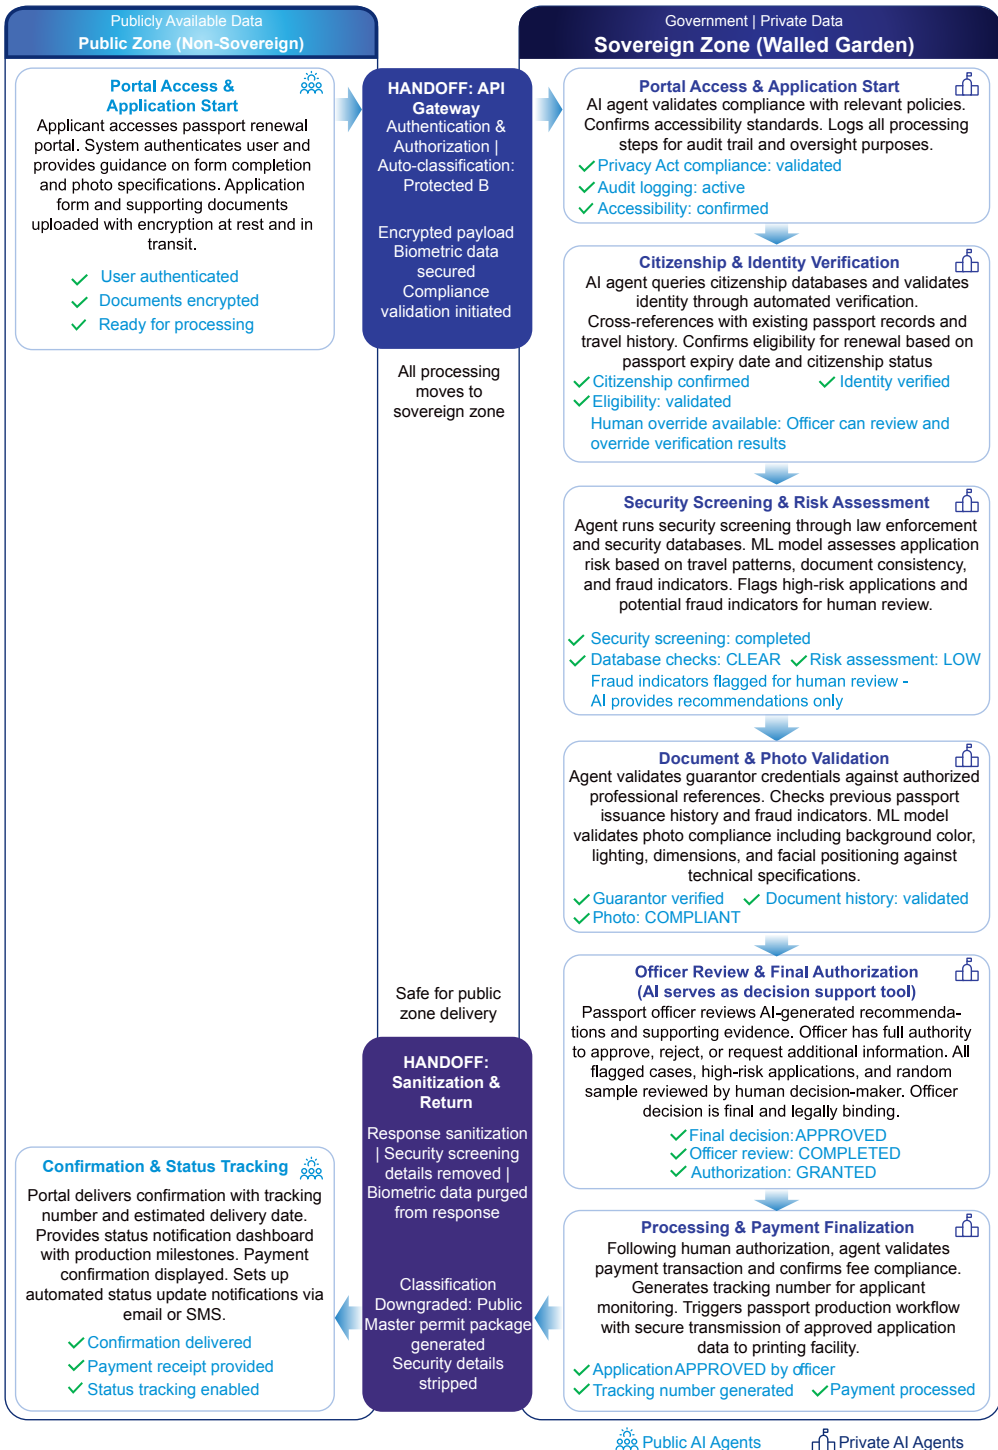 Publicly Available Data
Public Zone (Non-Sovereign)
Government | Private Data
Sovereign Zone (Walled Garden)
Portal Access &
Application Start
Applicant accesses passport renewal
portal. System authenticates user and
provides guidance on form completion
and photo specifications. Application
form and supporting documents
uploaded with encryption at rest and in
transit.
User authenticated
Documents encrypted
Ready for processing
HANDOFF: API
Gateway
Authentication &
Authorization |
Auto-classification:
Protected B
Encrypted payload
Biometric data
secured
Compliance
validation initiated
All processing
moves to
sovereign zone
Portal Access & Application Start
AI agent validates compliance with relevant policies.
Confirms accessibility standards. Logs all processing
steps for audit trail and oversight purposes.
Privacy Act compliance: validated
Audit logging: active
Accessibility: confirmed
Citizenship & Identity Verification
AI agent queries citizenship databases and validates
identity through automated verification.
Cross-references with existing passport records and
travel history. Confirms eligibility for renewal based on
passport expiry date and citizenship status
Citizenship confirmed
Identity verified
Eligibility: validated
Human override available: Officer can review and
override verification results
Security Screening & Risk Assessment
Agent runs security screening through law enforcement
and security databases. ML model assesses application
risk based on travel patterns, document consistency,
and fraud indicators. Flags high-risk applications and
potential fraud indicators for human review.
Security screening: completed
Database checks: CLEAR
Risk assessment: LOW
Fraud indicators flagged for human review -
AI provides recommendations only
Document & Photo Validation
Agent validates guarantor credentials against authorized
professional references. Checks previous passport
issuance history and fraud indicators. ML model
validates photo compliance including background color,
lighting, dimensions, and facial positioning against
technical specifications.
Guarantor verified
Document history: validated
Photo: COMPLIANT
Officer Review & Final Authorization
(AI serves as decision support tool)
Passport officer reviews AI-generated recommenda-
tions and supporting evidence. Officer has full authority
to approve, reject, or request additional information. All
flagged cases, high-risk applications, and random
sample reviewed by human decision-maker. Officer
decision is final and legally binding.
Final decision: APPROVED
Officer review: COMPLETED
Authorization: GRANTED
Processing & Payment Finalization
Following human authorization, agent validates
payment transaction and confirms fee compliance.
Generates tracking number for applicant
monitoring. Triggers passport production workflow
with secure transmission of approved application
data to printing facility.
Application APPROVED by officer
Tracking number generated
Payment processed
Safe for public
zone delivery
HANDOFF:
Sanitization &
Return
Response sanitization
| Security screening
details removed |
Biometric data purged
from response
Classification
Downgraded: Public
Master permit package
generated
Security details
stripped
Confirmation & Status Tracking
Portal delivers confirmation with tracking
number and estimated delivery date.
Provides status notification dashboard
with production milestones. Payment
confirmation displayed. Sets up
automated status update notifications via
email or SMS.
Confirmation delivered
Payment receipt provided
Status tracking enabled
Public AI Agents
Private AI Agents